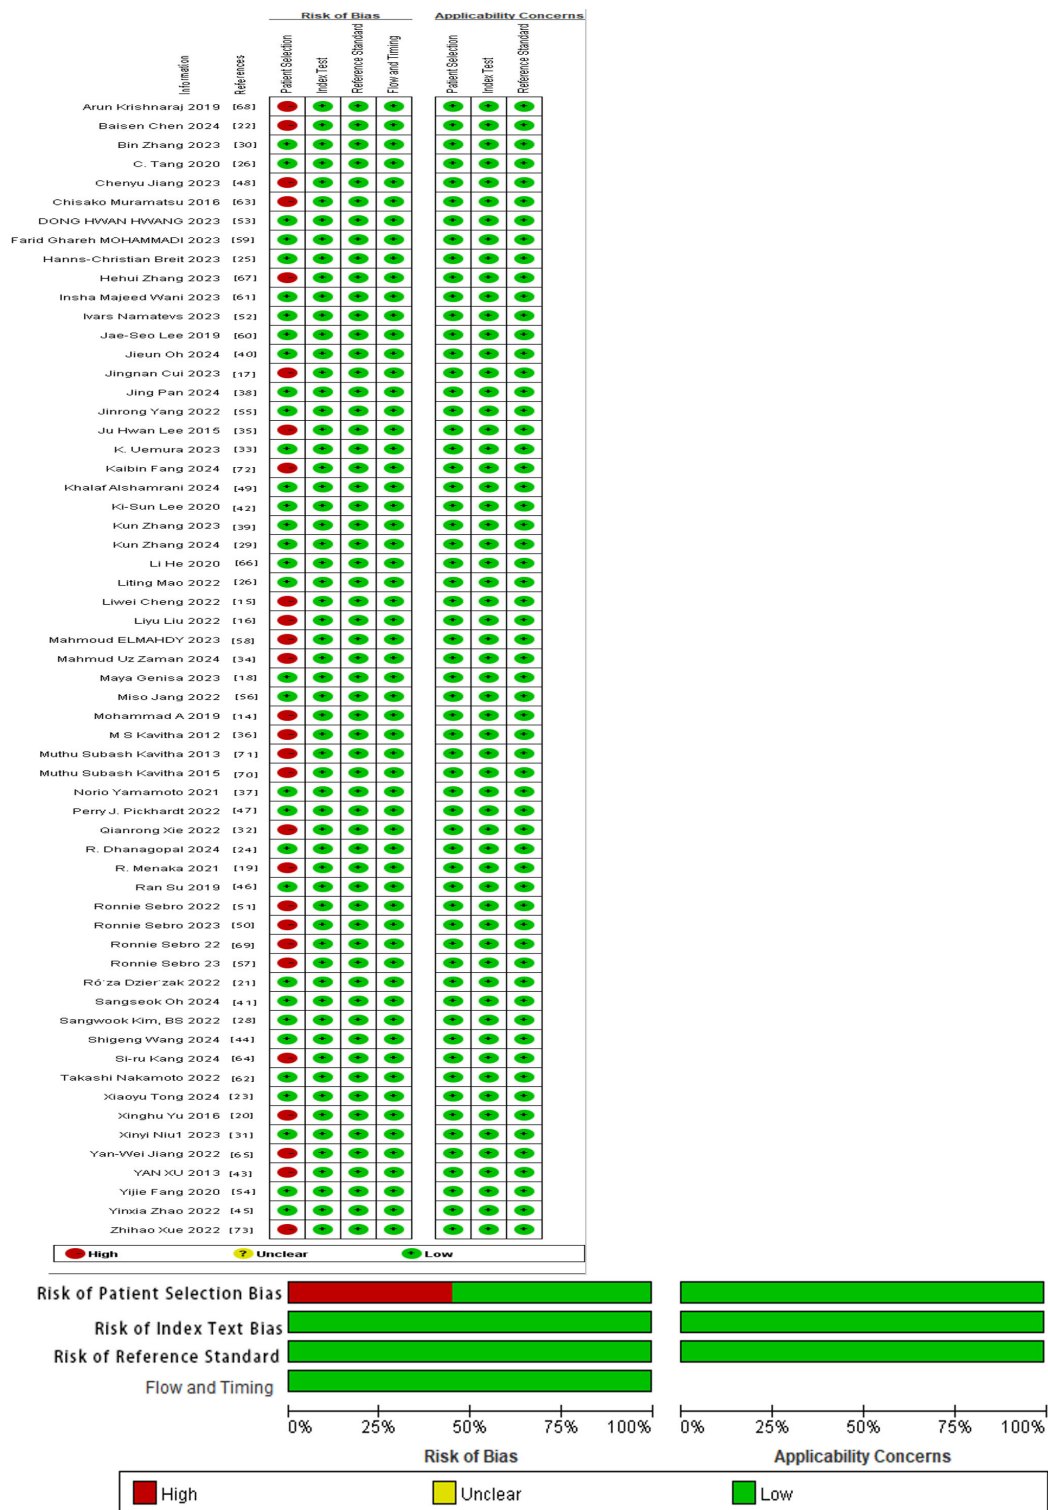 Risk of Bias Applicability Concerns
Information References Patient Selection Index Test Reference Standard Flow and Timing Patient Selection Index Test Reference Standard
Arun Krishnaraj 2019 [68]
Baisen Chen 2024 [22]
Bin Zhang 2023 [30]
C. Tang 2020 [26]
Chenyu Jiang 2023 [48]
Chisako Muramatsu 2016 [63]
DONG HWAN HWANG 2023 [53]
Farid Ghareh MOHAMMADI 2023 [59]
Hanns-Christian Breit 2023 [25]
Hehui Zhang 2023 [67]
Insha Majeed Wani 2023 [61]
Ivars Namatevs 2023 [52]
Jae-Seo Lee 2019 [60]
Jieun Oh 2024 [40]
Jingnan Cui 2023 [17]
Jing Pan 2024 [38]
Jinrong Yang 2022 [55]
Ju Hwan Lee 2015 [35]
K. Uemura 2023 [33]
Kaibin Fang 2024 [72]
Khalaf Alshamrani 2024 [49]
Ki-Sun Lee 2020 [42]
Kun Zhang 2023 [39]
Kun Zhang 2024 [29]
Li He 2020 [66]
Liting Mao 2022 [26]
Liwei Cheng 2022 [15]
Liyu Liu 2022 [16]
Mahmoud ELMAHDY 2023 [58]
Mahmud Uz Zaman 2024 [34]
Maya Genisa 2023 [18]
Miso Jang 2022 [56]
Mohammad A 2019 [14]
M S Kavitha 2012 [36]
Muthu Subash Kavitha 2013 [71]
Muthu Subash Kavitha 2015 [70]
Norio Yamamoto 2021 [37]
Perry J. Pickhardt 2022 [47]
Qianrong Xie 2022 [32]
R. Dhanagopal 2024 [24]
R. Menaka 2021 [19]
Ran Su 2019 [46]
Ronnie Sebro 2022 [51]
Ronnie Sebro 2023 [50]
Ronnie Sebro 22 [69]
Ronnie Sebro 23 [57]
Ró´za Dzier´zak 2022 [21]
Sangseok Oh 2024 [41]
Sangwook Kim, BS 2022 [28]
Shigeng Wang 2024 [44]
Si-ru Kang 2024 [64]
Takashi Nakamoto 2022 [62]
Xiaoyu Tong 2024 [23]
Xinghu Yu 2016 [20]
Xinyi Niu1 2023 [31]
Yan-Wei Jiang 2022 [65]
YAN XU 2013 [43]
Yijie Fang 2020 [54]
Yinxia Zhao 2022 [45]
Zhihao Xue 2022 [73]
High ? Unclear + Low
Risk of Patient Selection Bias
Risk of Index Text Bias
Risk of Reference Standard
Flow and Timing
0% 25% 50% 75% 100% 0% 25% 50% 75% 100%
Risk of Bias Applicability Concerns
High Unclear Low